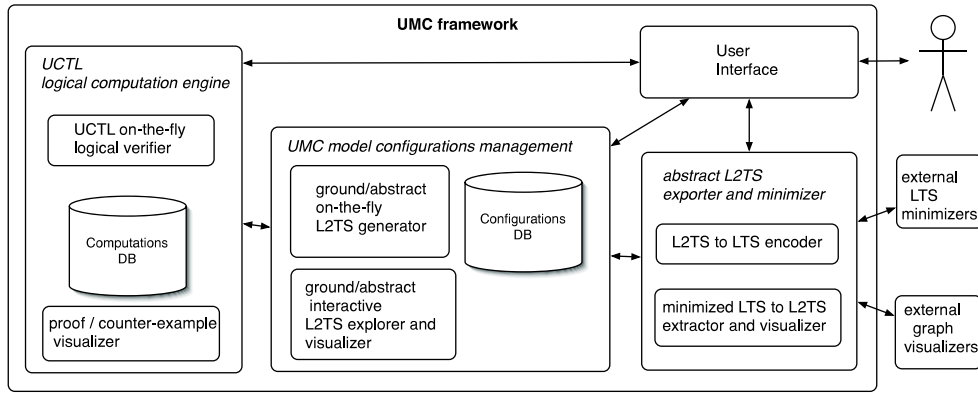 UMC framework
UCTL
logical computation engine
UCTL on-the-fly
logical verifier
Computations
DB
proof / counter-example
visualizer
UMC model configurations management
ground/abstract
on-the-fly
L2TS generator
Configurations
DB
ground/abstract
interactive
L2TS explorer and
visualizer
User
Interface
abstract L2TS
exporter and minimizer
L2TS to LTS encoder
minimized LTS to L2TS
extractor and visualizer
external
LTS
minimizers
external
graph
visualizers